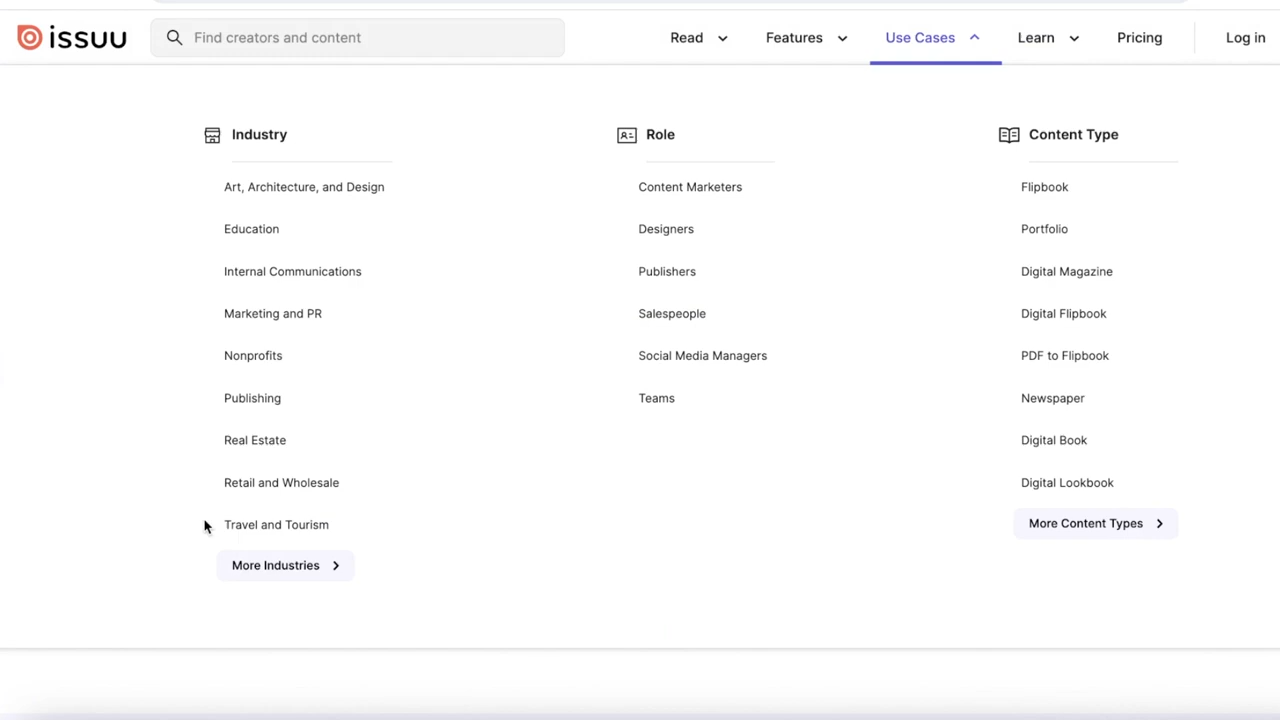 issuu
Find creators and content
Read
Features
Use Cases
Learn
Pricing
Log in
Industry
Art, Architecture, and Design
Education
Internal Communications
Marketing and PR
Nonprofits
Publishing
Real Estate
Retail and Wholesale
Travel and Tourism
More Industries
Role
Content Marketers
Designers
Publishers
Salespeople
Social Media Managers
Teams
Content Type
Flipbook
Portfolio
Digital Magazine
Digital Flipbook
PDF to Flipbook
Newspaper
Digital Book
Digital Lookbook
More Content Types